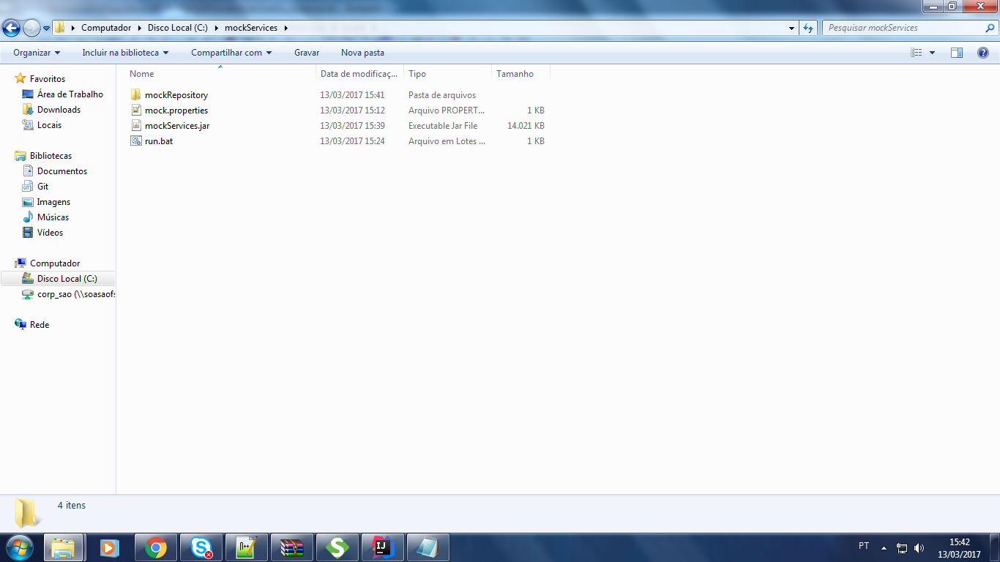 Computador Disco Local (C:) mockServices
Pesquisar mockServices
Organizar Incluir na biblioteca Compartilhar com Gravar Nova pasta
Nome Data de modificaç... Tipo Tamanho
mockRepository 13/03/2017 15:41 Pasta de arquivos
mock.properties 13/03/2017 15:12 Arquivo PROPERT... 1 KB
mockServices.jar 13/03/2017 15:39 Executable Jar File 14.021 KB
run.bat 13/03/2017 15:24 Arquivo em Lotes ... 1 KB
Favoritos
Área de Trabalho
Downloads
Locais
Bibliotecas
Documentos
Git
Imagens
Músicas
Vídeos
Computador
Disco Local (C:)
corp_sao (\\soasaofs
Rede
4 itens
PT
15:42
13/03/2017